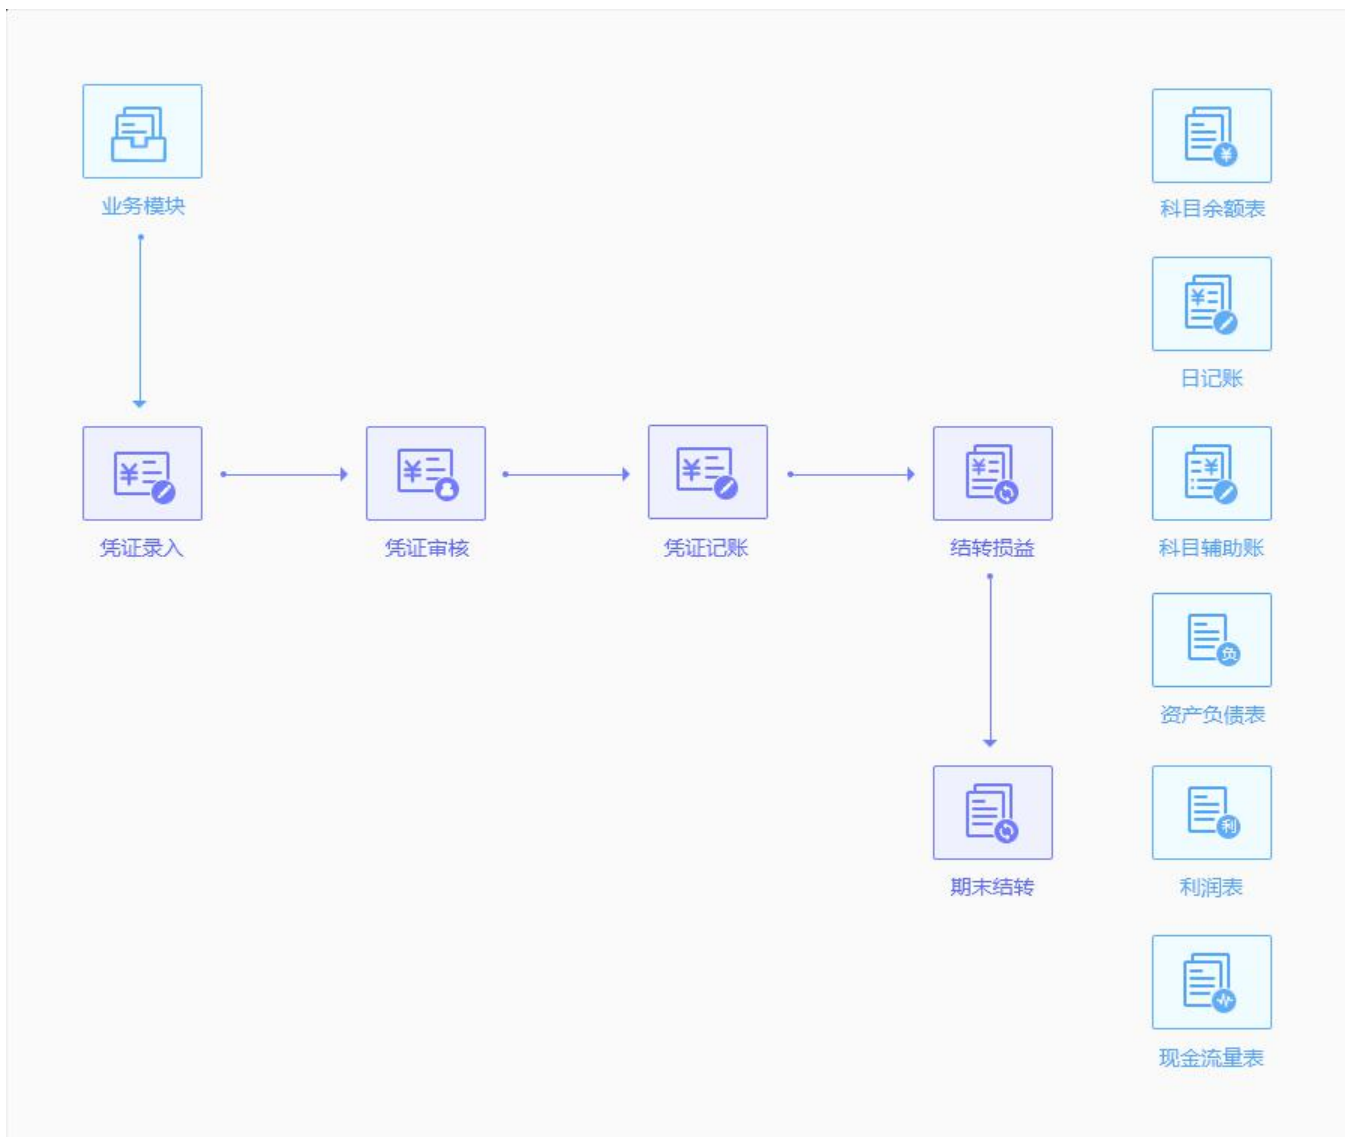 业务模块
凭证录入
凭证审核
凭证记账
结转损益
期末结转
科目余额表
日记账
科目辅助账
负
资产负债表
利
利润表
现金流量表